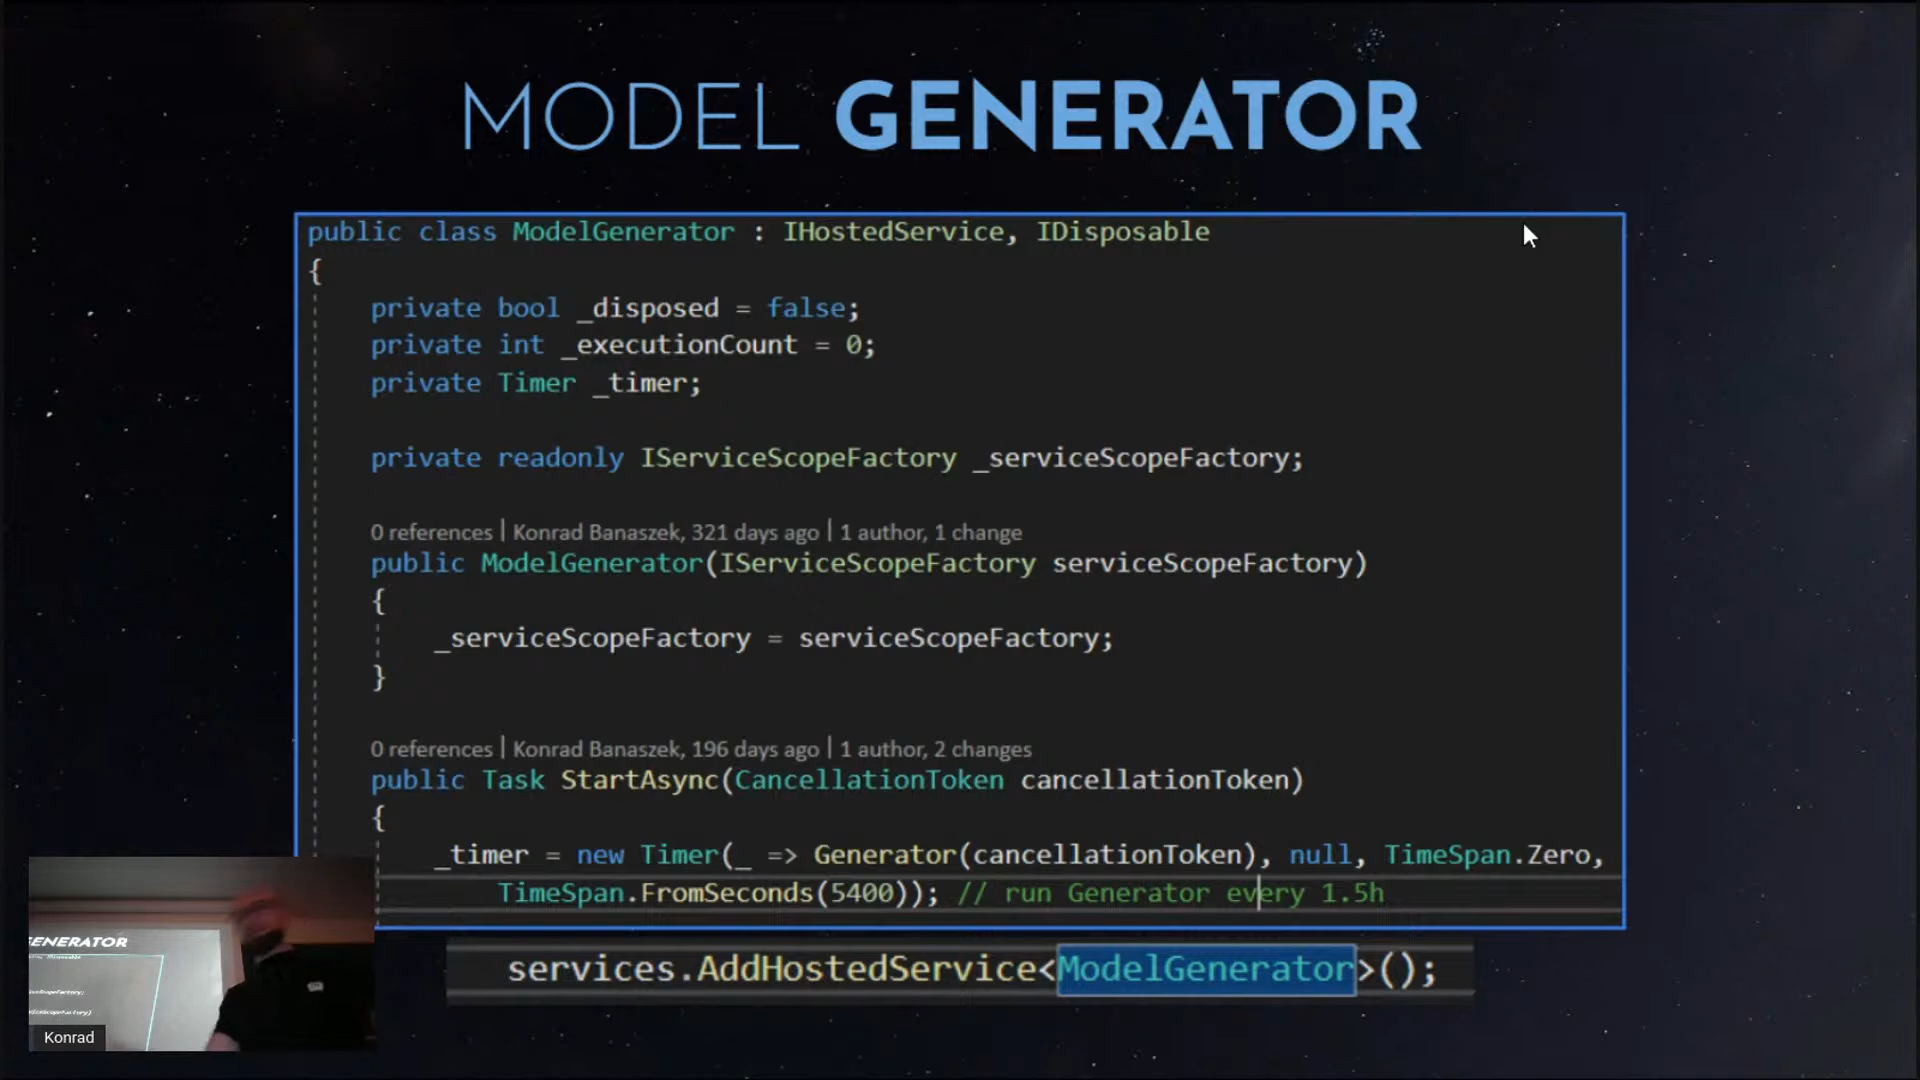 MODEL GENERATOR
public class ModelGenerator : IHostedService, IDisposable
{
private bool _disposed = false;
private int _executionCount = 0;
private Timer _timer;
private readonly IServiceScopeFactory _serviceScopeFactory;
0 references | Konrad Banaszek, 321 days ago | 1 author, 1 change
public ModelGenerator(IServiceScopeFactory serviceScopeFactory)
{
_serviceScopeFactory = serviceScopeFactory;
}
0 references | Konrad Banaszek, 196 days ago | 1 author, 2 changes
public Task StartAsync(CancellationToken cancellationToken)
{
_timer = new Timer(_ => Generator(cancellationToken), null, TimeSpan.Zero,
TimeSpan.FromSeconds(5400)); // run Generator every 1.5h
services.AddHostedService<ModelGenerator>();
GENERATOR
Konrad